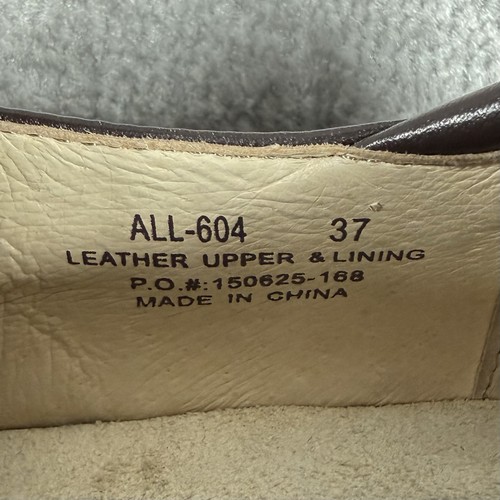 ALL-604 37
LEATHER UPPER & LINING
P.O.#:150625-168
MADE IN CHINA